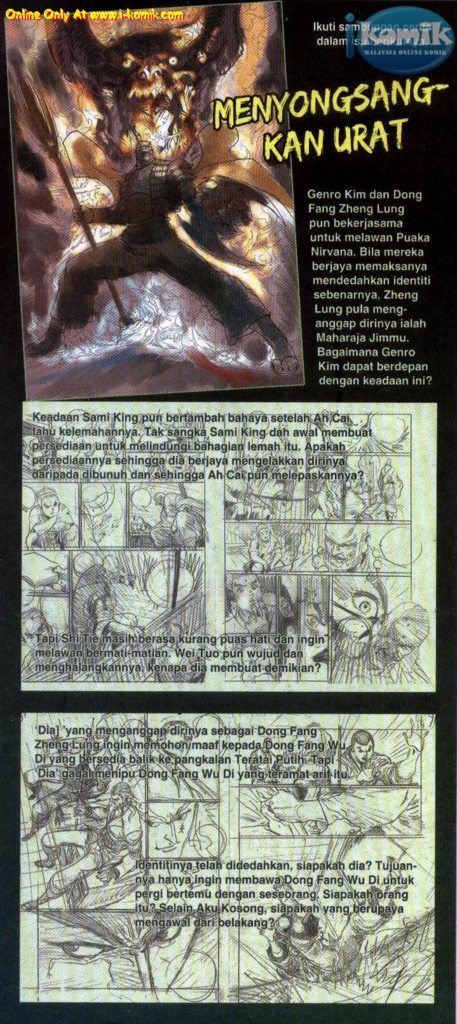 Online Only At www.i-komik.com
Ikuti sambungan cerita
dalam isu
komik
MALAYSIA ONLINE KOMIK
MENYONGSANG-
KAN URAT
Genro Kim dan Dong
Fang Zheng Lung
pun bekerjasama
untuk melawan Puaka
Nirvana. Bila mereka
berjaya memaksanya
mendedahkan identiti
sebenarnya, Zheng
Lung pula meng-
anggap dirinya ialah
Maharaja Jimmu.
Bagaimana Genro
Kim dapat berdepan
dengan keadaan ini?
Keadaan Sami King pun bertambah bahaya setelah Ah Cai
tahu kelemahannya. Tak sangka Sami King dah awal membuat
persediaan untuk melindungi bahagian lemah itu. Apakah
persediaannya sehingga dia berjaya mengelakkan dirinya
daripada dibunuh dan sehingga Ah Cai pun melepaskannya?
Tapi Shi Tie masih berasa kurang puas hati dan ingin
melawan bermati-matian. Wei Tuo pun wujud dan
menghalangkannya, kenapa dia membuat demikian?
'Dia] 'yang menganggap dirinya sebagai Dong Fang
Zheng Lung ingin memohon maaf kepada Dong Fang Wu
Di yang bersedia balik ke pangkalan Teratai Putih. Tapi
'Dia' gagal menipu Dong Fang Wu Di yang teramat arif itu.
Identitinya telah didedahkan, siapakah dia? Tujuan-
nya hanya ingin membawa Dong Fang Wu Di untuk
pergi bertemu dengan seseorang. Siapakah orang
itu? Selain Aku Kosong, siapakah yang berupaya
mengawal dari belakang?